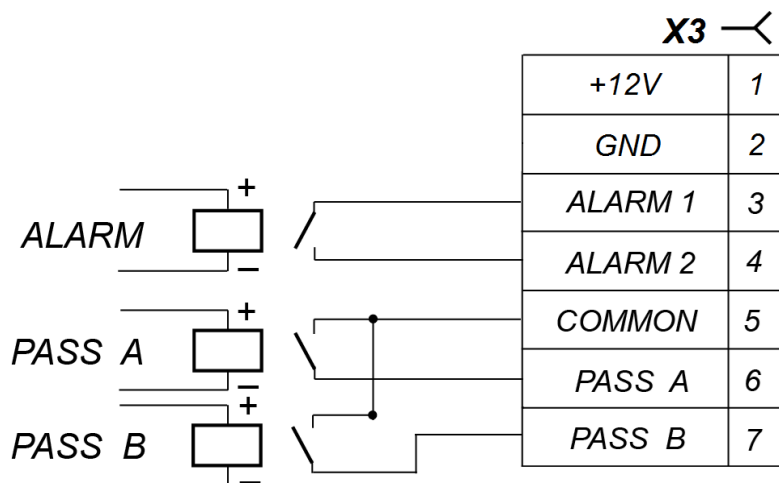 X3
+12V 1
GND 2
+
ALARM 1 3
ALARM
−
ALARM 2 4
+
COMMON 5
PASS A
−
PASS A 6
+
PASS B 7
PASS B
−